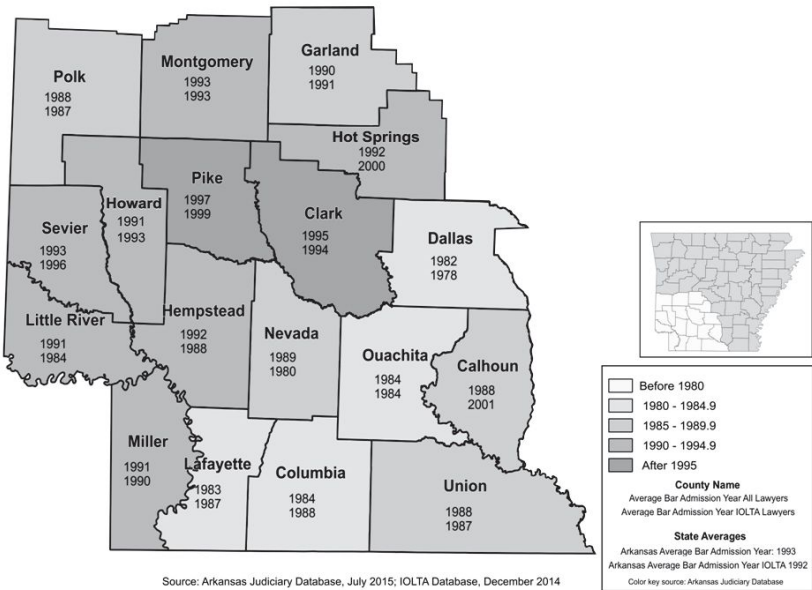 Polk
1988
1987
Montgomery
1993
1993
Garland
1990
1991
Hot Springs
1992
2000
Pike
1997
1999
Howard
1991
1993
Clark
1995
1994
Sevier
1993
1996
Dallas
1982
1978
Little River
1991
1984
Hempstead
1992
1988
Nevada
1989
1980
Ouachita
1984
1984
Calhoun
1988
2001
Miller
1991
1990
Lafayette
1983
1987
Columbia
1984
1988
Union
1988
1987
Before 1980
1980 - 1984.9
1985 - 1989.9
1990 - 1994.9
After 1995
County Name
Average Bar Admission Year All Lawyers
Average Bar Admission Year IOLTA Lawyers
State Averages
Arkansas Average Bar Admission Year: 1993
Arkansas Average Bar Admission Year IOLTA 1992
Color key source: Arkansas Judiciary Database
Source: Arkansas Judiciary Database, July 2015; IOLTA Database, December 2014